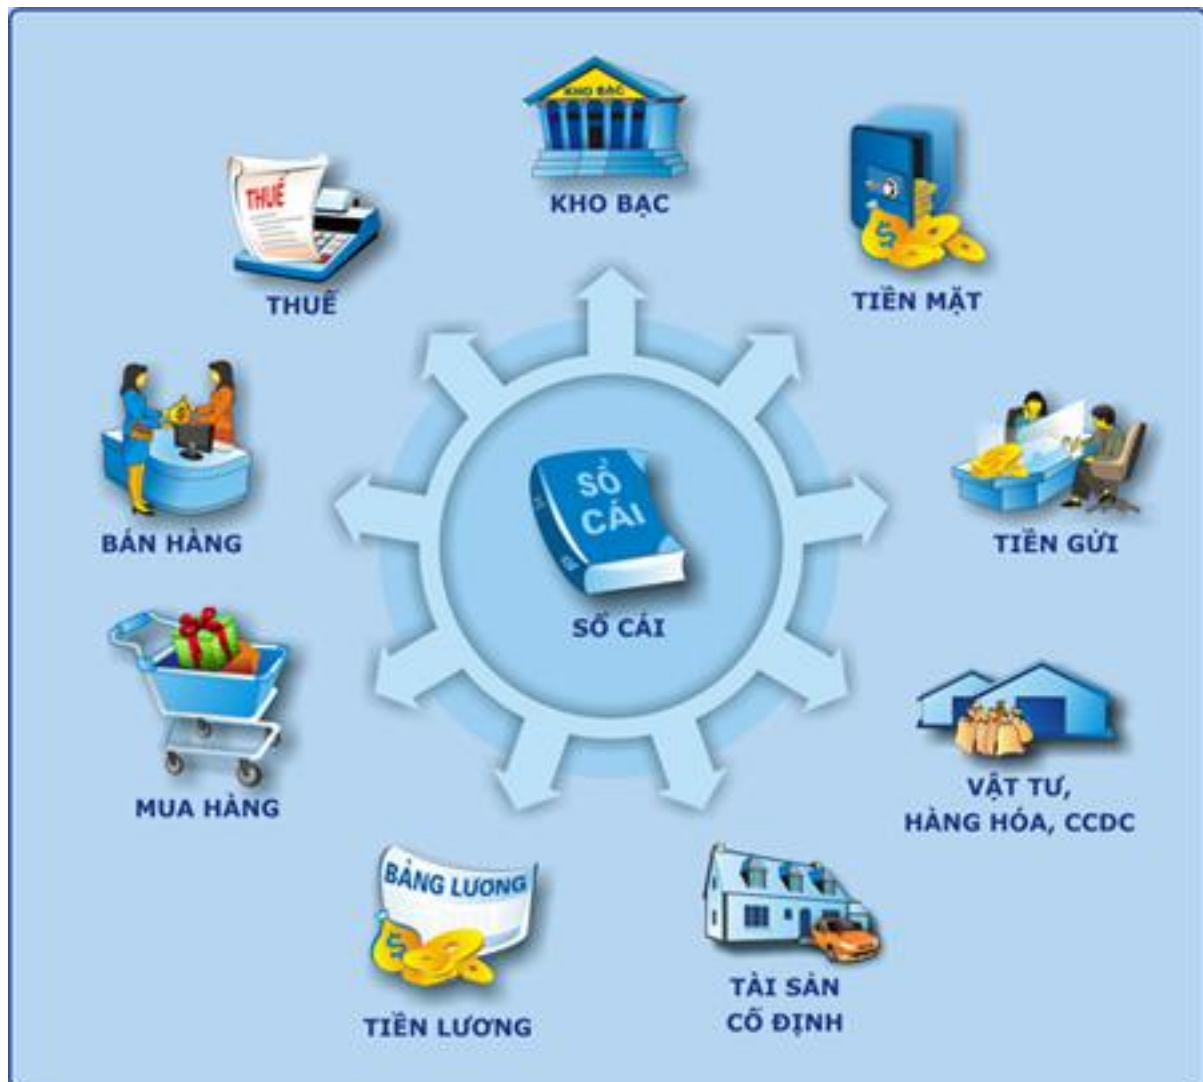 KHO BẠC
KHO BẠC
TIỀN MẶT
THUẾ
THUẾ
BÁN HÀNG
TIỀN GỬI
SỔ
CÁI
SỔ CÁI
MUA HÀNG
VẬT TƯ,
HÀNG HÓA, CCDC
BẢNG LƯƠNG
TIỀN LƯƠNG
TÀI SẢN
CỐ ĐỊNH